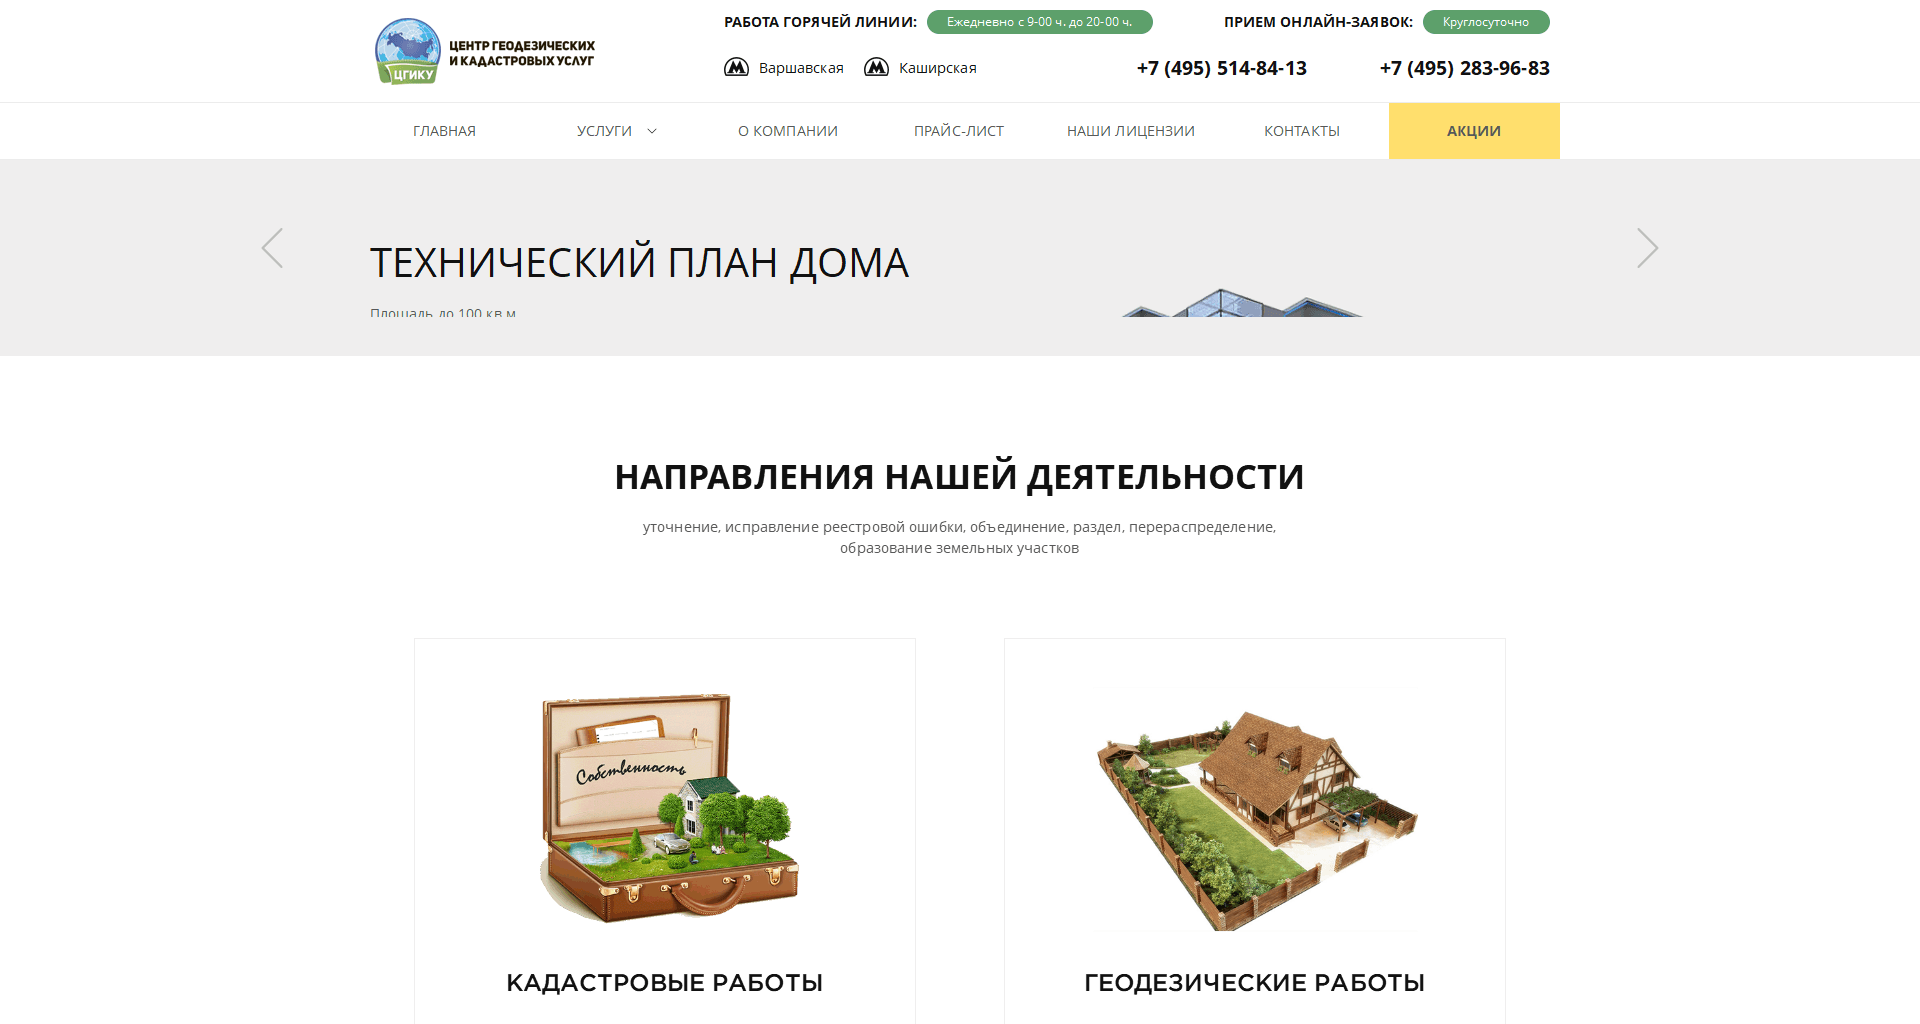 РАБОТА ГОРЯЧЕЙ ЛИНИИ: Ежедневно с 9-00 ч. до 20-00 ч. ПРИЕМ ОНЛАЙН-ЗАЯВОК: Круглосуточно
ЦЕНТР ГЕОДЕЗИЧЕСКИХ
И КАДАСТРОВЫХ УСЛУГ
ЦГИКУ
Варшавская Каширская +7 (495) 514-84-13 +7 (495) 283-96-83
ГЛАВНАЯ УСЛУГИ О КОМПАНИИ ПРАЙС-ЛИСТ НАШИ ЛИЦЕНЗИИ КОНТАКТЫ АКЦИИ
ТЕХНИЧЕСКИЙ ПЛАН ДОМА
Площадь до 100 кв.м
НАПРАВЛЕНИЯ НАШЕЙ ДЕЯТЕЛЬНОСТИ
уточнение, исправление реестровой ошибки, объединение, раздел, перераспределение,
образование земельных участков
Собственность
КАДАСТРОВЫЕ РАБОТЫ
ГЕОДЕЗИЧЕСКИЕ РАБОТЫ